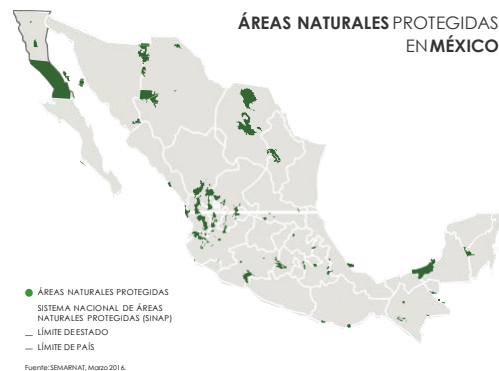 ÁREAS NATURALES PROTEGIDAS
EN MÉXICO
ÁREAS NATURALES PROTEGIDAS
SISTEMA NACIONAL DE ÁREAS
NATURALES PROTEGIDAS (SINAP)
LÍMITE DE ESTADO
LÍMITE DE PAÍS
Fuente: SEMARNAT, Marzo 2016.